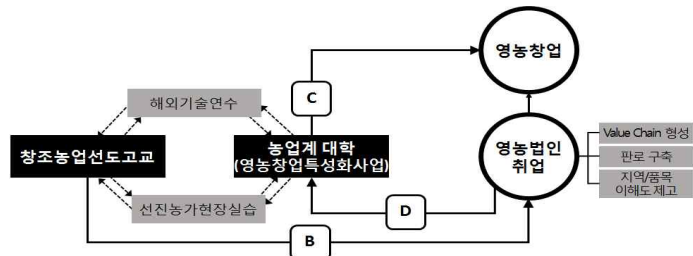 영농창업
C
해외기술연수
창조농업선도고교
농업계 대학
(영농창업특성화사업)
영농법인
취업
Value Chain 형성
판로 구축
지역/품목
이해도 제고
선진농가현장실습
D
B